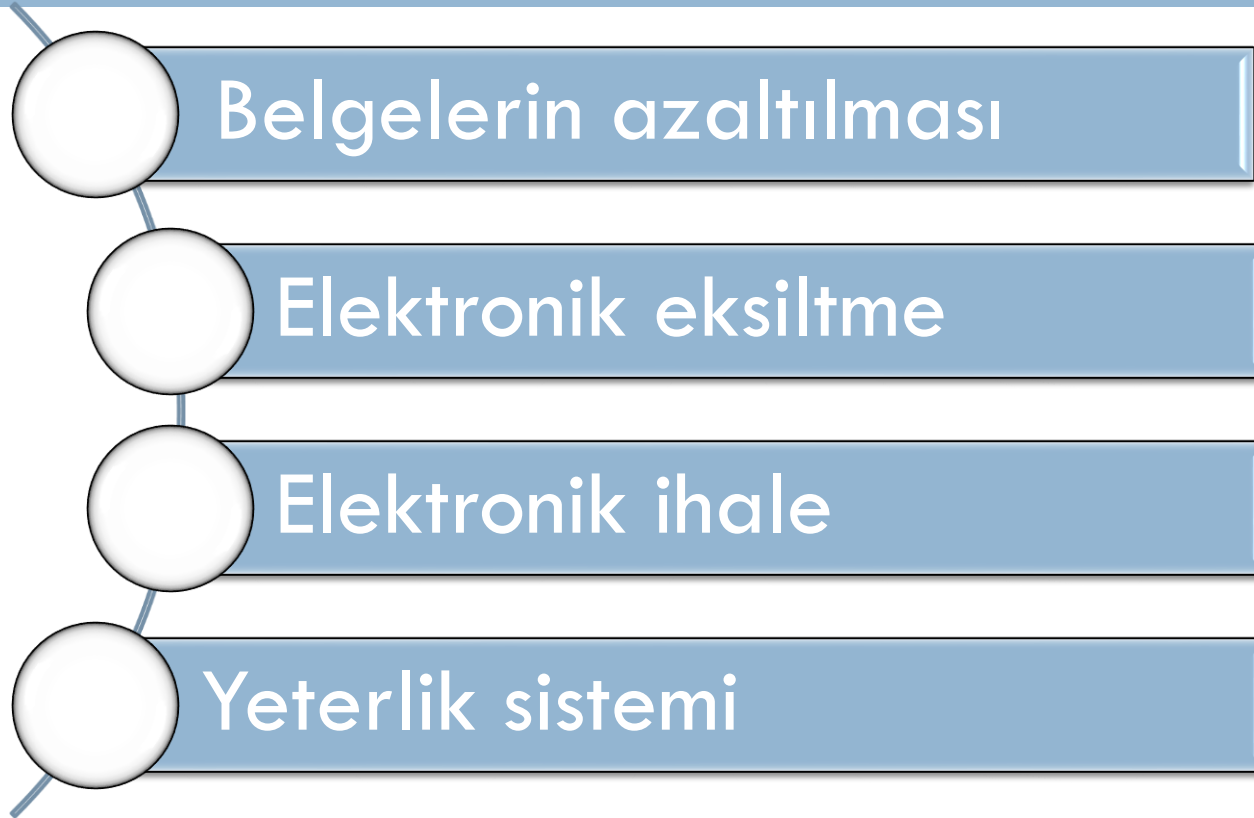 Belgelerin azaltılması
Elektronik eksiltme
Elektronik ihale
Yeterlik sistemi